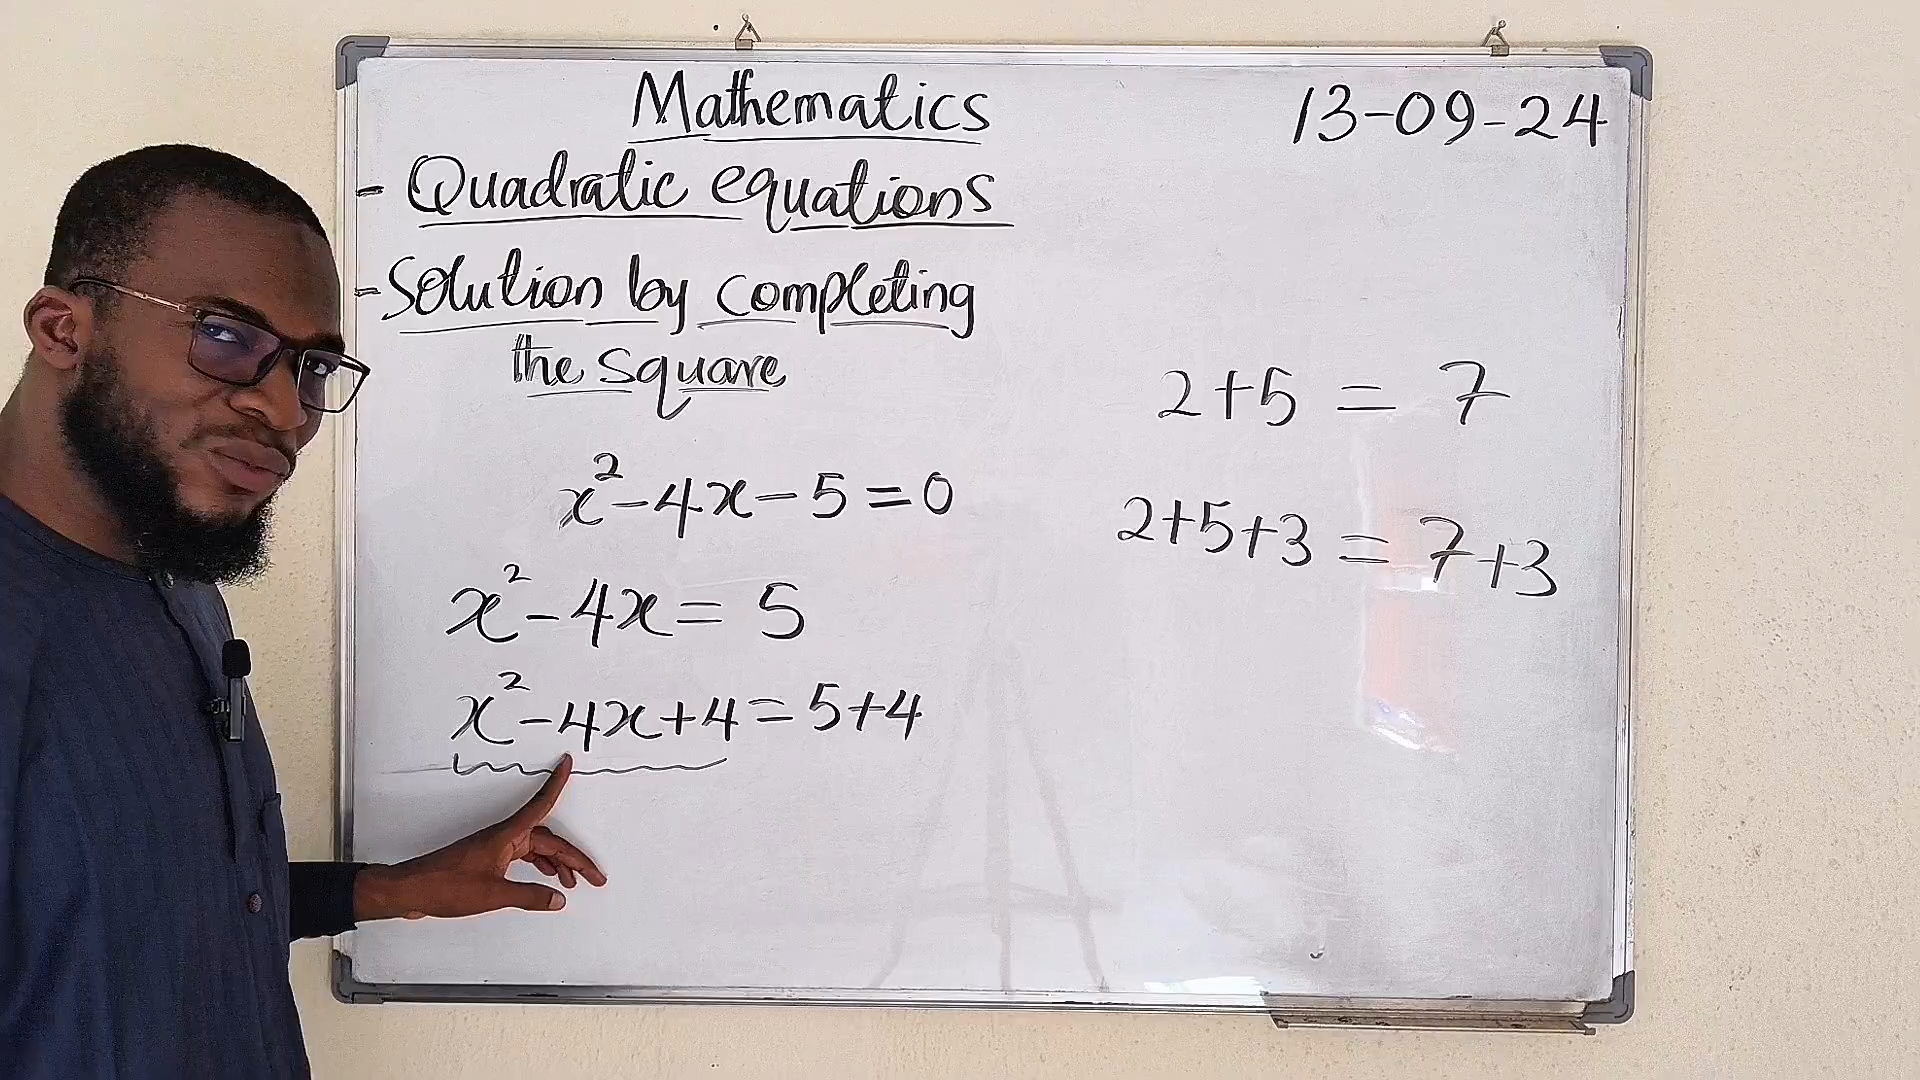 Mathematics
13-09-24
- Quadratic equations
- Solution by completing
the square
x² - 4x - 5 = 0
x² - 4x = 5
x² - 4x + 4 = 5 + 4
2 + 5 = 7
2 + 5 + 3 = 7 + 3